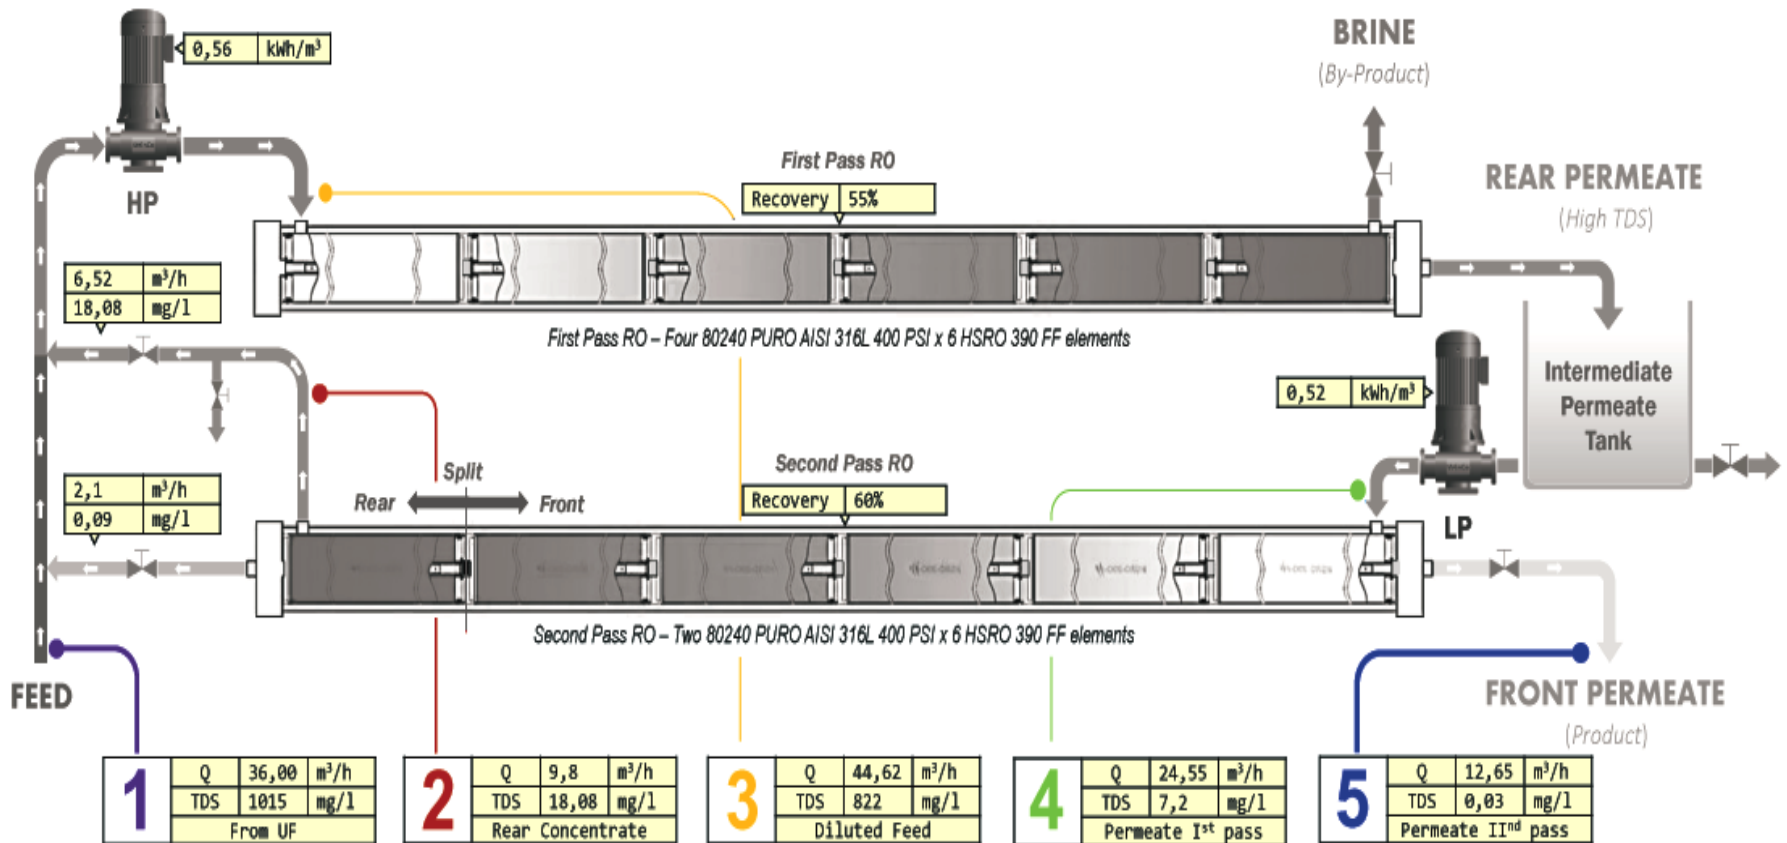 0,56 kWh/m³
HP
BRINE
(By-Product)
First Pass RO
Recovery 55%
REAR PERMEATE
(High TDS)
6,52 m³/h
18,08 mg/l
First Pass RO – Four 80240 PURO AISI 316L 400 PSI x 6 HSRO 390 FF elements
0,52 kWh/m³
Intermediate
Permeate
Tank
LP
2,1 m³/h
0,09 mg/l
Split
Rear Front
Second Pass RO
Recovery 60%
Second Pass RO – Two 80240 PURO AISI 316L 400 PSI x 6 HSRO 390 FF elements
FEED
FRONT PERMEATE
(Product)
1
Q 36,00 m³/h
TDS 1015 mg/l
From UF
2
Q 9,8 m³/h
TDS 18,08 mg/l
Rear Concentrate
3
Q 44,62 m³/h
TDS 822 mg/l
Diluted Feed
4
Q 24,55 m³/h
TDS 7,2 mg/l
Permeate Iˢᵗ pass
5
Q 12,65 m³/h
TDS 0,03 mg/l
Permeate IIⁿᵈ pass